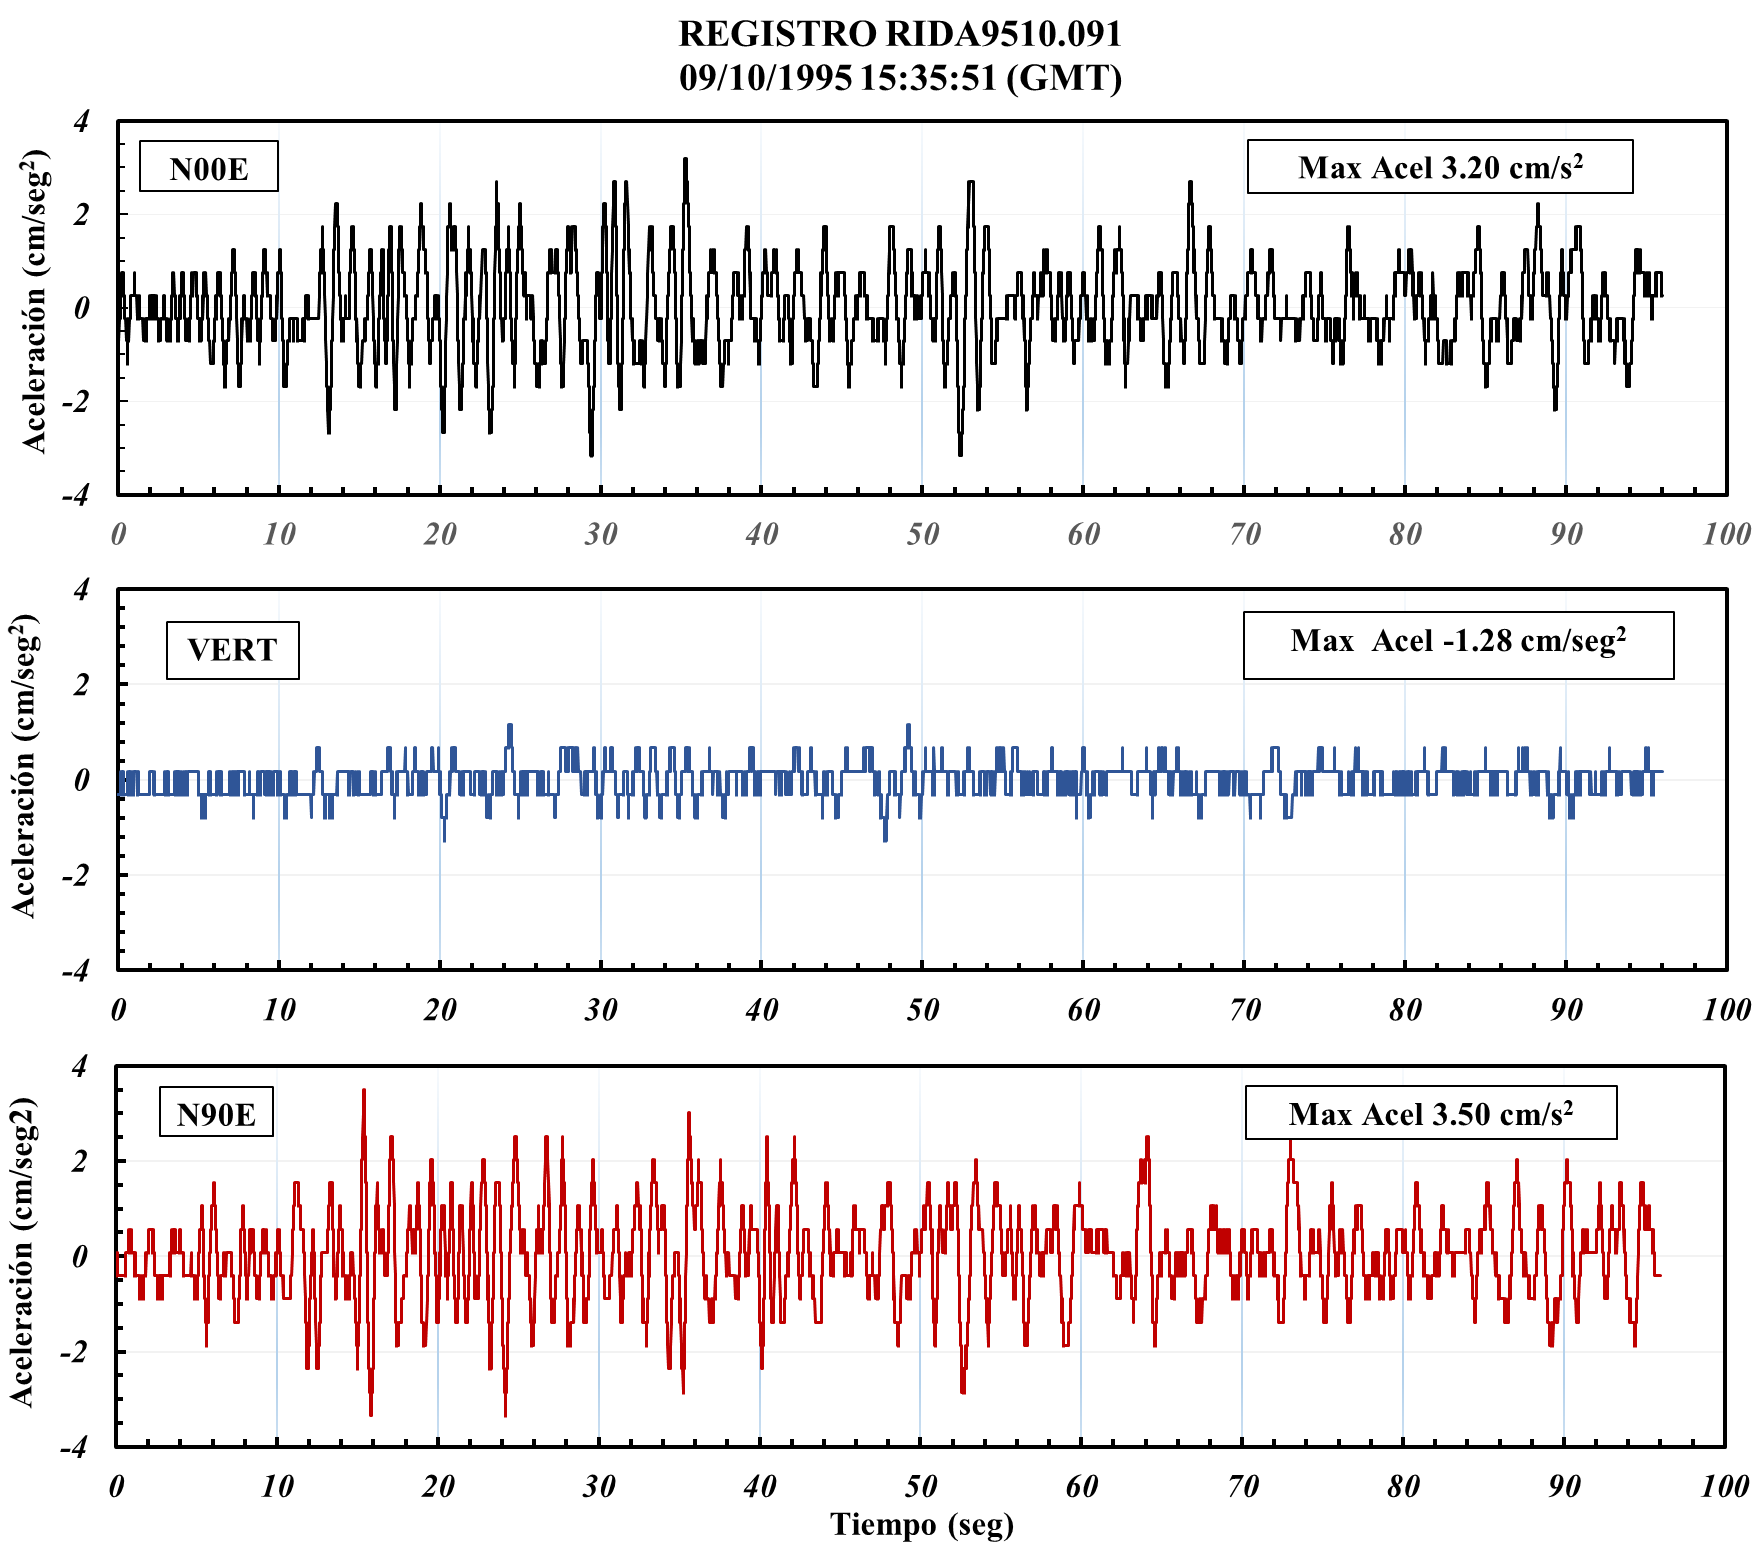 REGISTRO RIDA9510.091
09/10/1995 15:35:51 (GMT)
4
2
0
-2
-4
Aceleración (cm/seg²)
N00E
Max Acel 3.20 cm/s²
0 10 20 30 40 50 60 70 80 90 100
4
2
0
-2
-4
Aceleración (cm/seg²)
VERT
Max Acel -1.28 cm/seg²
0 10 20 30 40 50 60 70 80 90 100
4
2
0
-2
-4
Aceleración (cm/seg2)
N90E
Max Acel 3.50 cm/s²
0 10 20 30 40 50 60 70 80 90 100
Tiempo (seg)